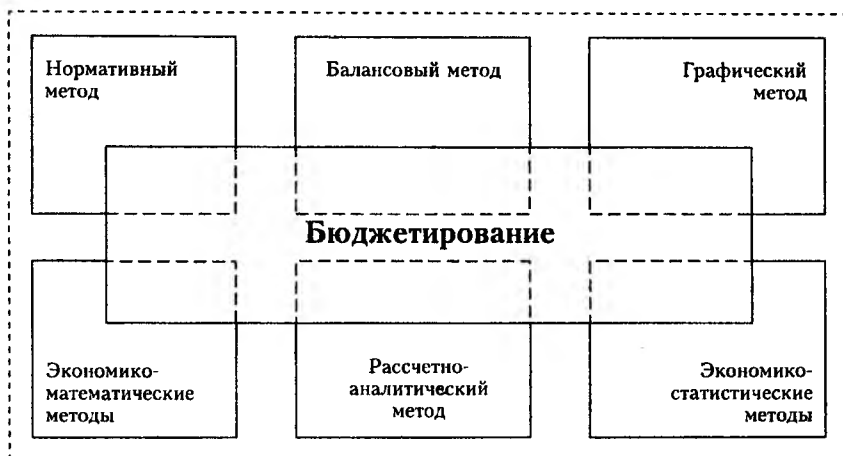 Нормативный
метод
Балансовый метод
Графический
метод
Бюджетирование
Экономико-
математические
методы
Рассчетно-
аналитический
метод
Экономико-
статистические
методы